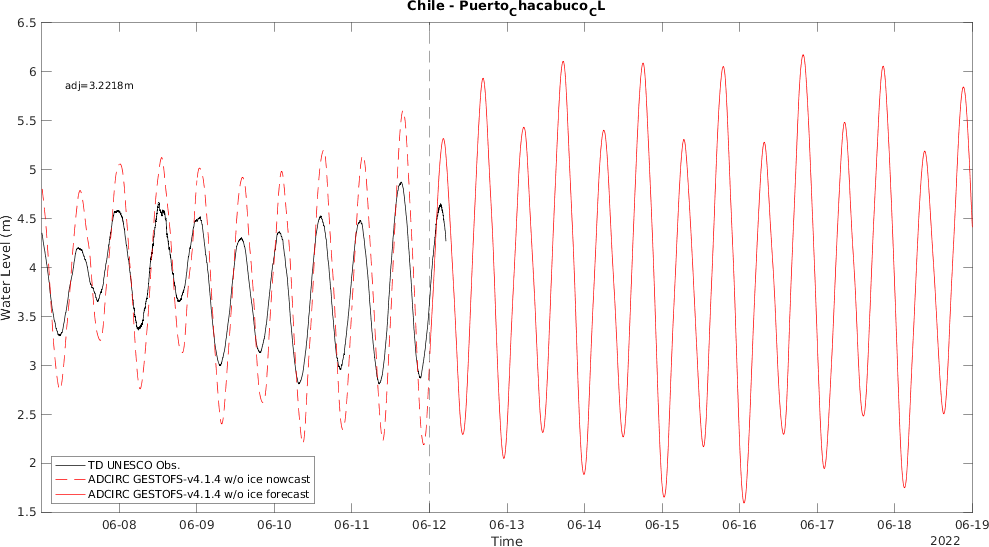 Chile - Puerto_Chacabuco_CL
6.5
6
5.5
5
4.5
4
3.5
3
2.5
2
1.5
Water Level (m)
adj=3.2218m
TD UNESCO Obs.
ADCIRC GESTOFS-v4.1.4 w/o ice nowcast
ADCIRC GESTOFS-v4.1.4 w/o ice forecast
06-08 06-09 06-10 06-11 06-12 06-13 06-14 06-15 06-16 06-17 06-18 06-19
Time
2022